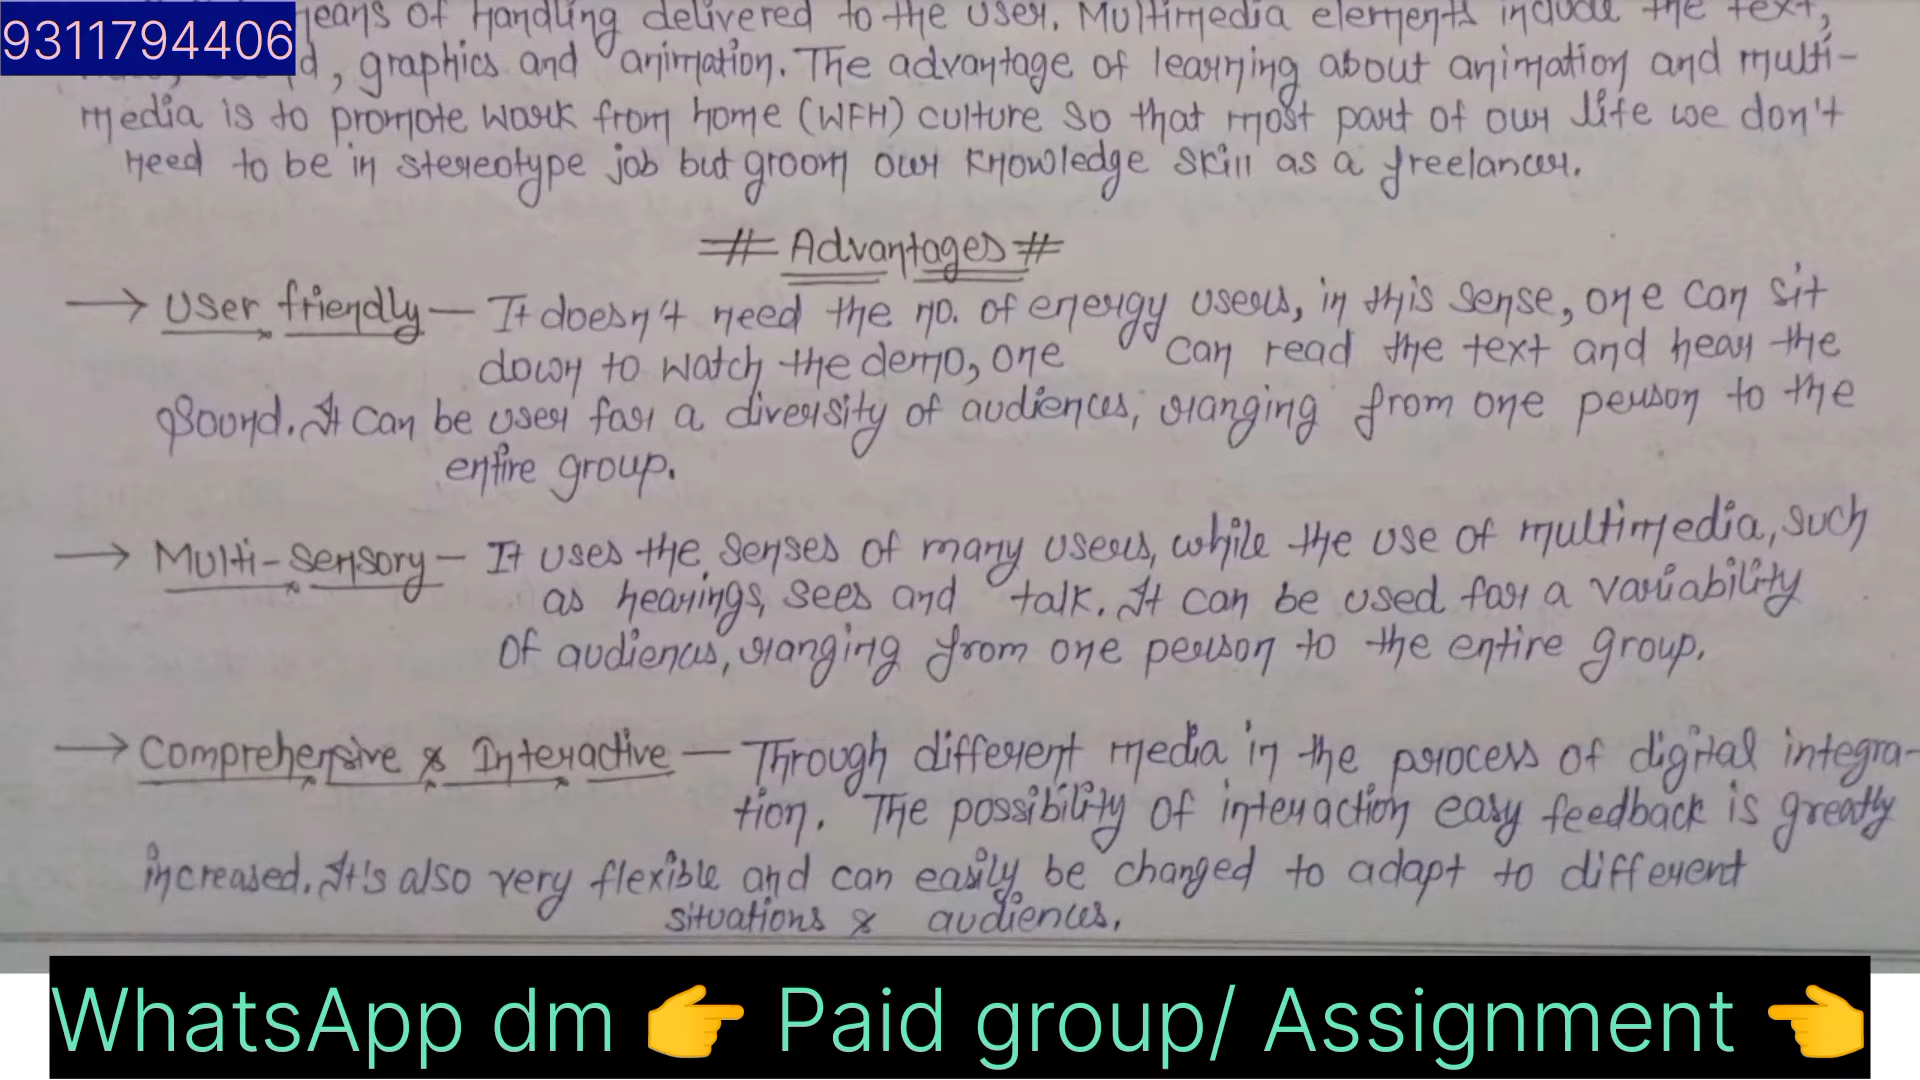 9311794406
means of Handling delivered to the user. Multimedia elements include the text,
d, graphics and animation. The advantage of learning about animation and multi-
media is to promote work from home (WFH) culture so that most part of our life we don't
need to be in stereotype job but groom our knowledge skill as a freelancer.
# Advantages #
→ User friendly — It doesn't need the no. of energy users, in this sense, one can sit
down to watch the demo, one can read the text and hear the
sound. It can be user for a diversity of audiences, ranging from one person to the
entire group.
→ Multi-sensory — It uses the senses of many users, while the use of multimedia, such
as hearings, sees and talk. It can be used for a variability
of audiences, ranging from one person to the entire group.
→ Comprehensive & Interactive — Through different media in the process of digital integra-
tion. The possibility of interaction easy feedback is greatly
increased. It's also very flexible and can easily be changed to adapt to different
situations & audiences.
WhatsApp dm 👉 Paid group/ Assignment 👈